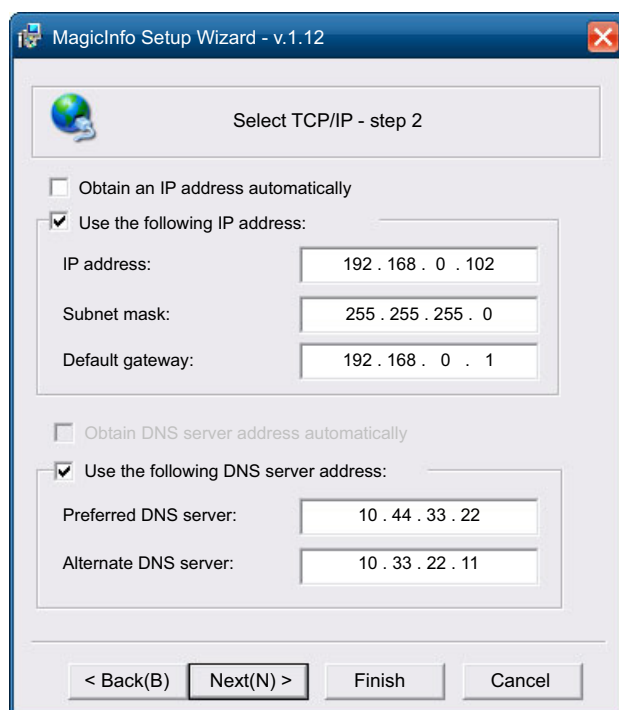 MagicInfo Setup Wizard - v.1.12
Select TCP/IP - step 2
Obtain an IP address automatically
Use the following IP address:
IP address: 192 . 168 . 0 . 102
Subnet mask: 255 . 255 . 255 . 0
Default gateway: 192 . 168 . 0 . 1
Obtain DNS server address automatically
Use the following DNS server address:
Preferred DNS server: 10 . 44 . 33 . 22
Alternate DNS server: 10 . 33 . 22 . 11
< Back(B) Next(N) > Finish Cancel